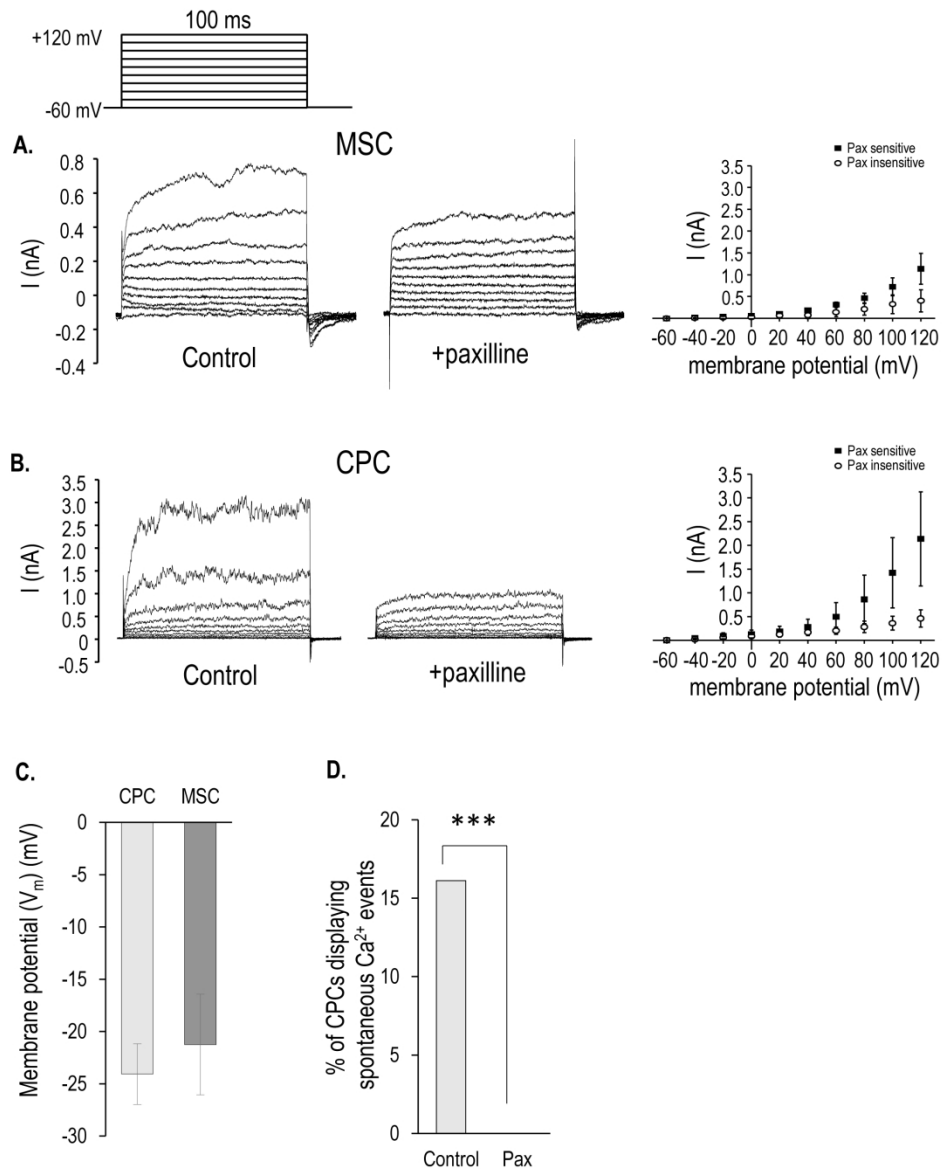 100 ms
+120 mV
-60 mV
A.
MSC
0.8
0.6
0.4
0.2
0
-0.2
-0.4
I (nA)
Control
+paxilline
Pax sensitive
Pax insensitive
3.5
3.0
2.5
2.0
1.5
1.0
0.5
I (nA)
-60 -40 -20 0 20 40 60 80 100 120
membrane potential (mV)
B.
CPC
3.5
3.0
2.5
2.0
1.5
1.0
0.5
0
-0.5
I (nA)
Control
+paxilline
Pax sensitive
Pax insensitive
3.5
3.0
2.5
2.0
1.5
1.0
0.5
I (nA)
-60 -40 -20 0 20 40 60 80 100 120
membrane potential (mV)
C.
CPC MSC
0
-5
-10
-15
-20
-25
-30
Membrane potential (Vm) (mV)
D.
20
15
10
5
0
% of CPCs displaying
spontaneous Ca2+ events
***
Control Pax